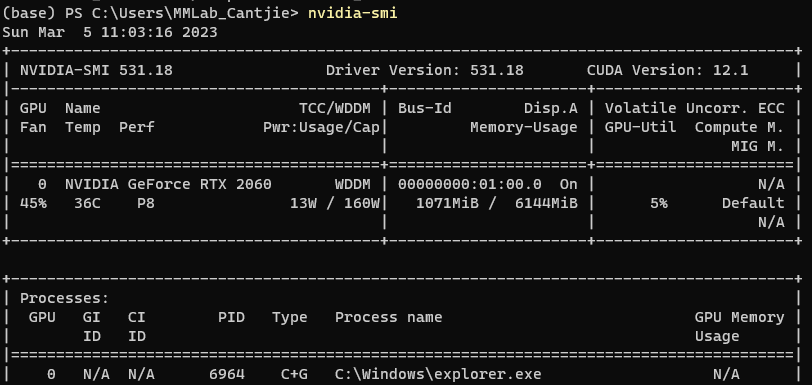 (base) PS C:\Users\MMLab_Cantjie> nvidia-smi
Sun Mar  5 11:03:16 2023
+---------------------------------------------------------------------------------------+
| NVIDIA-SMI 531.18                 Driver Version: 531.18       CUDA Version: 12.1     |
|-----------------------------------------+----------------------+----------------------+
| GPU  Name                      TCC/WDDM | Bus-Id        Disp.A | Volatile Uncorr. ECC |
| Fan  Temp  Perf            Pwr:Usage/Cap|         Memory-Usage | GPU-Util  Compute M. |
|                                         |                      |               MIG M. |
|=========================================+======================+======================|
|   0  NVIDIA GeForce RTX 2060       WDDM | 00000000:01:00.0  On |                  N/A |
| 45%   36C    P8               13W / 160W|   1071MiB /  6144MiB |      5%      Default |
|                                         |                      |                  N/A |
+-----------------------------------------+----------------------+----------------------+
+---------------------------------------------------------------------------------------+
| Processes:                                                                            |
|  GPU   GI   CI        PID   Type   Process name                            GPU Memory |
|        ID   ID                                                             Usage      |
|=======================================================================================|
|    0   N/A  N/A      6964    C+G   C:\Windows\explorer.exe                   N/A      |